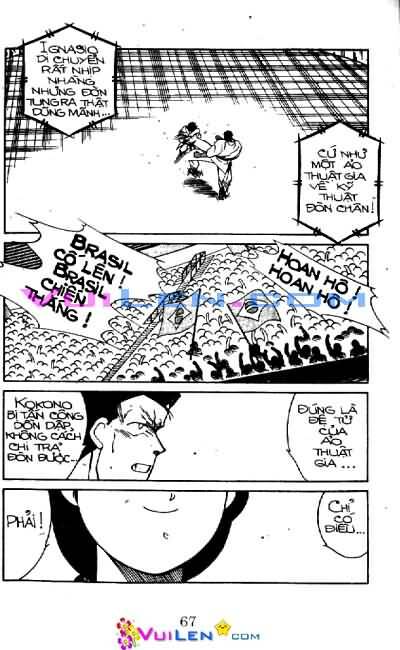 IGNASIO
DI CHUYỂN
RẤT NHỊP
NHÀNG
NHƯNG ĐÒN
TUNG RA THẬT
DŨNG MÃNH...
CỨ NHƯ
MỘT ẢO
THUẬT GIA
VỀ KỸ
THUẬT
ĐÒN CHÂN!
BRASIL
CỐ LÊN!
BRASIL
CHIẾN
THẮNG!
HOAN HÔ!
HOAN HÔ!
VUILEN.COM
KOKONO
BỊ TẤN CÔNG
DỒN DẬP,
KHÔNG CÁCH
CHI TRẢ
ĐÒN ĐƯỢC...
ĐÚNG LÀ
ĐỆ TỬ
CỦA
ẢO
THUẬT
GIA...
PHẢI!
CHỈ
CÓ
ĐIỀU...
67
VUILEN.COM